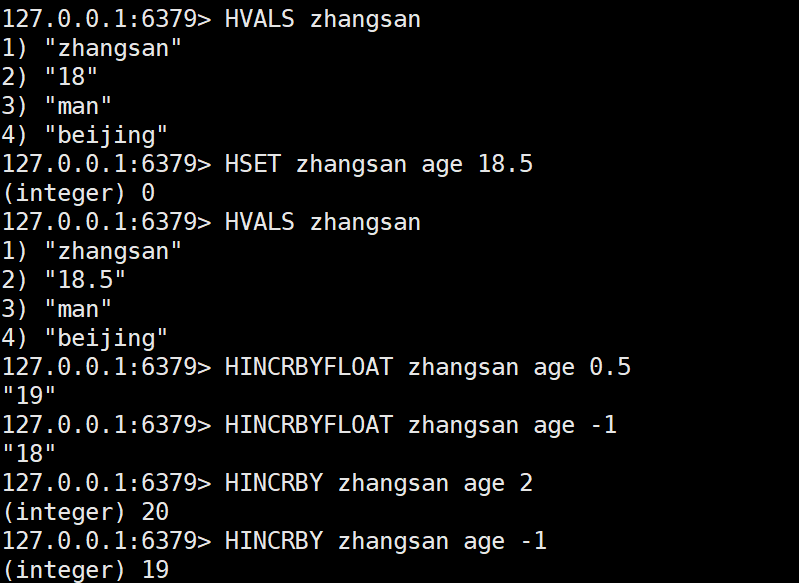 127.0.0.1:6379> HVALS zhangsan
1) "zhangsan"
2) "18"
3) "man"
4) "beijing"
127.0.0.1:6379> HSET zhangsan age 18.5
(integer) 0
127.0.0.1:6379> HVALS zhangsan
1) "zhangsan"
2) "18.5"
3) "man"
4) "beijing"
127.0.0.1:6379> HINCRBYFLOAT zhangsan age 0.5
"19"
127.0.0.1:6379> HINCRBYFLOAT zhangsan age -1
"18"
127.0.0.1:6379> HINCRBY zhangsan age 2
(integer) 20
127.0.0.1:6379> HINCRBY zhangsan age -1
(integer) 19